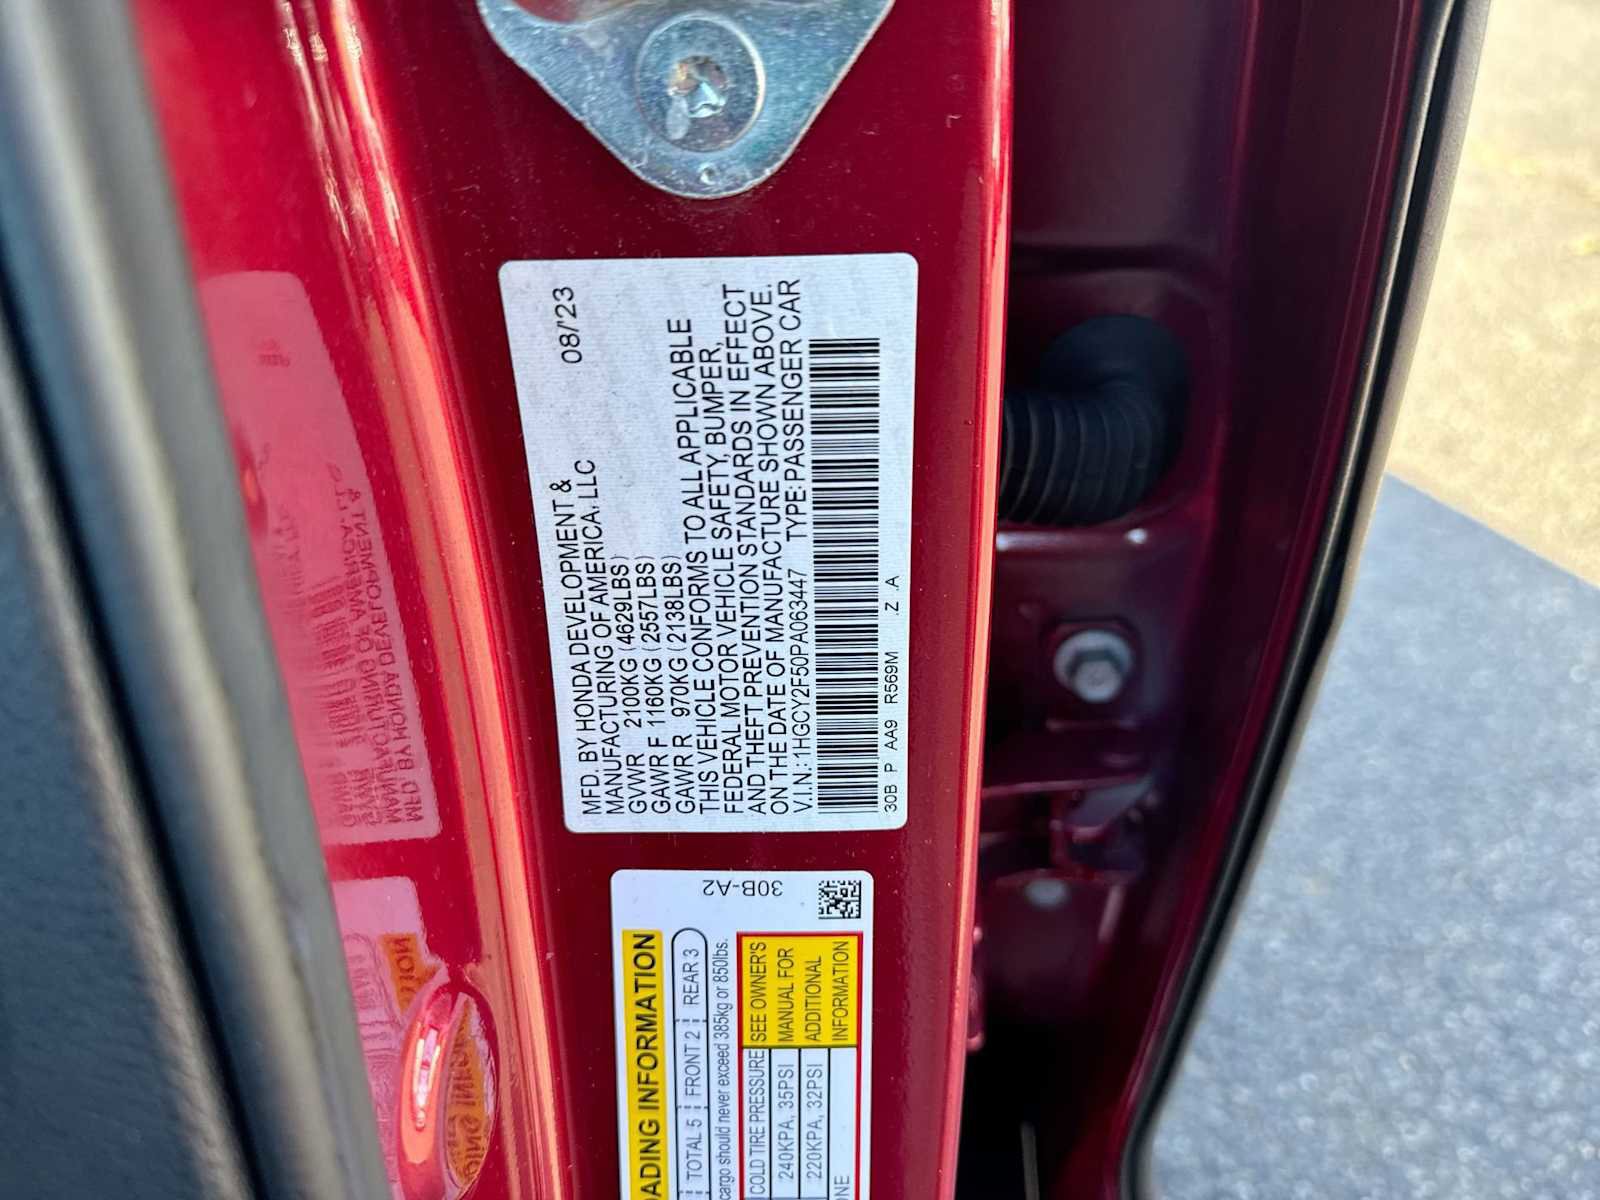 08/'23
MFD. BY HONDA DEVELOPMENT &
MANUFACTURING OF AMERICA, LLC
GVWR 2100KG (4629LBS)
GAWR F 1160KG (2557LBS)
GAWR R 970KG (2138LBS)
THIS VEHICLE CONFORMS TO ALL APPLICABLE
FEDERAL MOTOR VEHICLE SAFETY, BUMPER,
AND THEFT PREVENTION STANDARDS IN EFFECT
ON THE DATE OF MANUFACTURE SHOWN ABOVE.
V.I.N.: 1HGCY2F50PA063447 TYPE: PASSENGER CAR
30B P AA9 R569M .Z .A
30B-A2
ADING INFORMATION
TOTAL 5 FRONT 2 REAR 3
cargo should never exceed 385kg or 850lbs.
COLD TIRE PRESSURE
240KPA, 35PSI
220KPA, 32PSI
SEE OWNER'S
MANUAL FOR
ADDITIONAL
INFORMATION